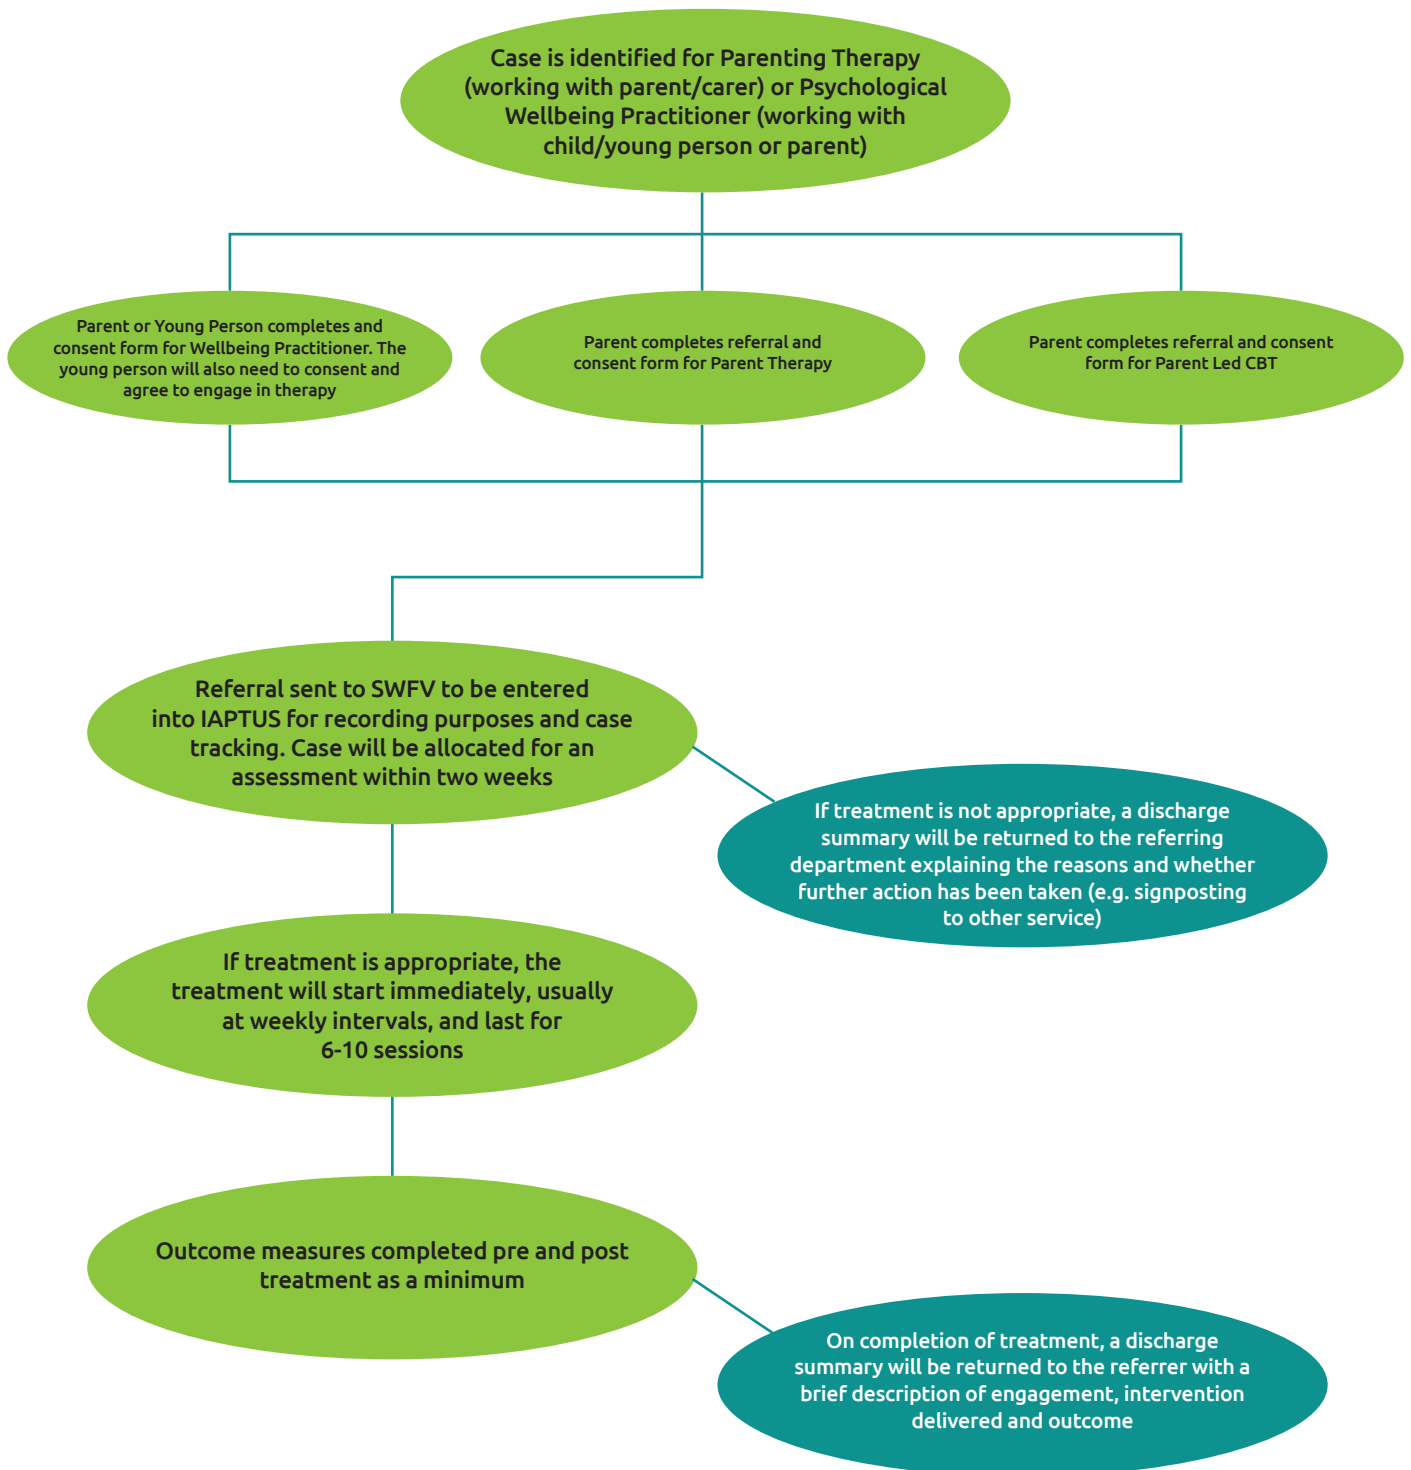 Case is identified for Parenting Therapy
(working with parent/carer) or Psychological
Wellbeing Practitioner (working with
child/young person or parent)
Parent or Young Person completes and
consent form for Wellbeing Practitioner. The
young person will also need to consent and
agree to engage in therapy
Parent completes referral and
consent form for Parent Therapy
Parent completes referral and consent
form for Parent Led CBT
Referral sent to SWFV to be entered
into IAPTUS for recording purposes and case
tracking. Case will be allocated for an
assessment within two weeks
If treatment is not appropriate, a discharge
summary will be returned to the referring
department explaining the reasons and whether
further action has been taken (e.g. signposting
to other service)
If treatment is appropriate, the
treatment will start immediately, usually
at weekly intervals, and last for
6-10 sessions
Outcome measures completed pre and post
treatment as a minimum
On completion of treatment, a discharge
summary will be returned to the referrer with a
brief description of engagement, intervention
delivered and outcome